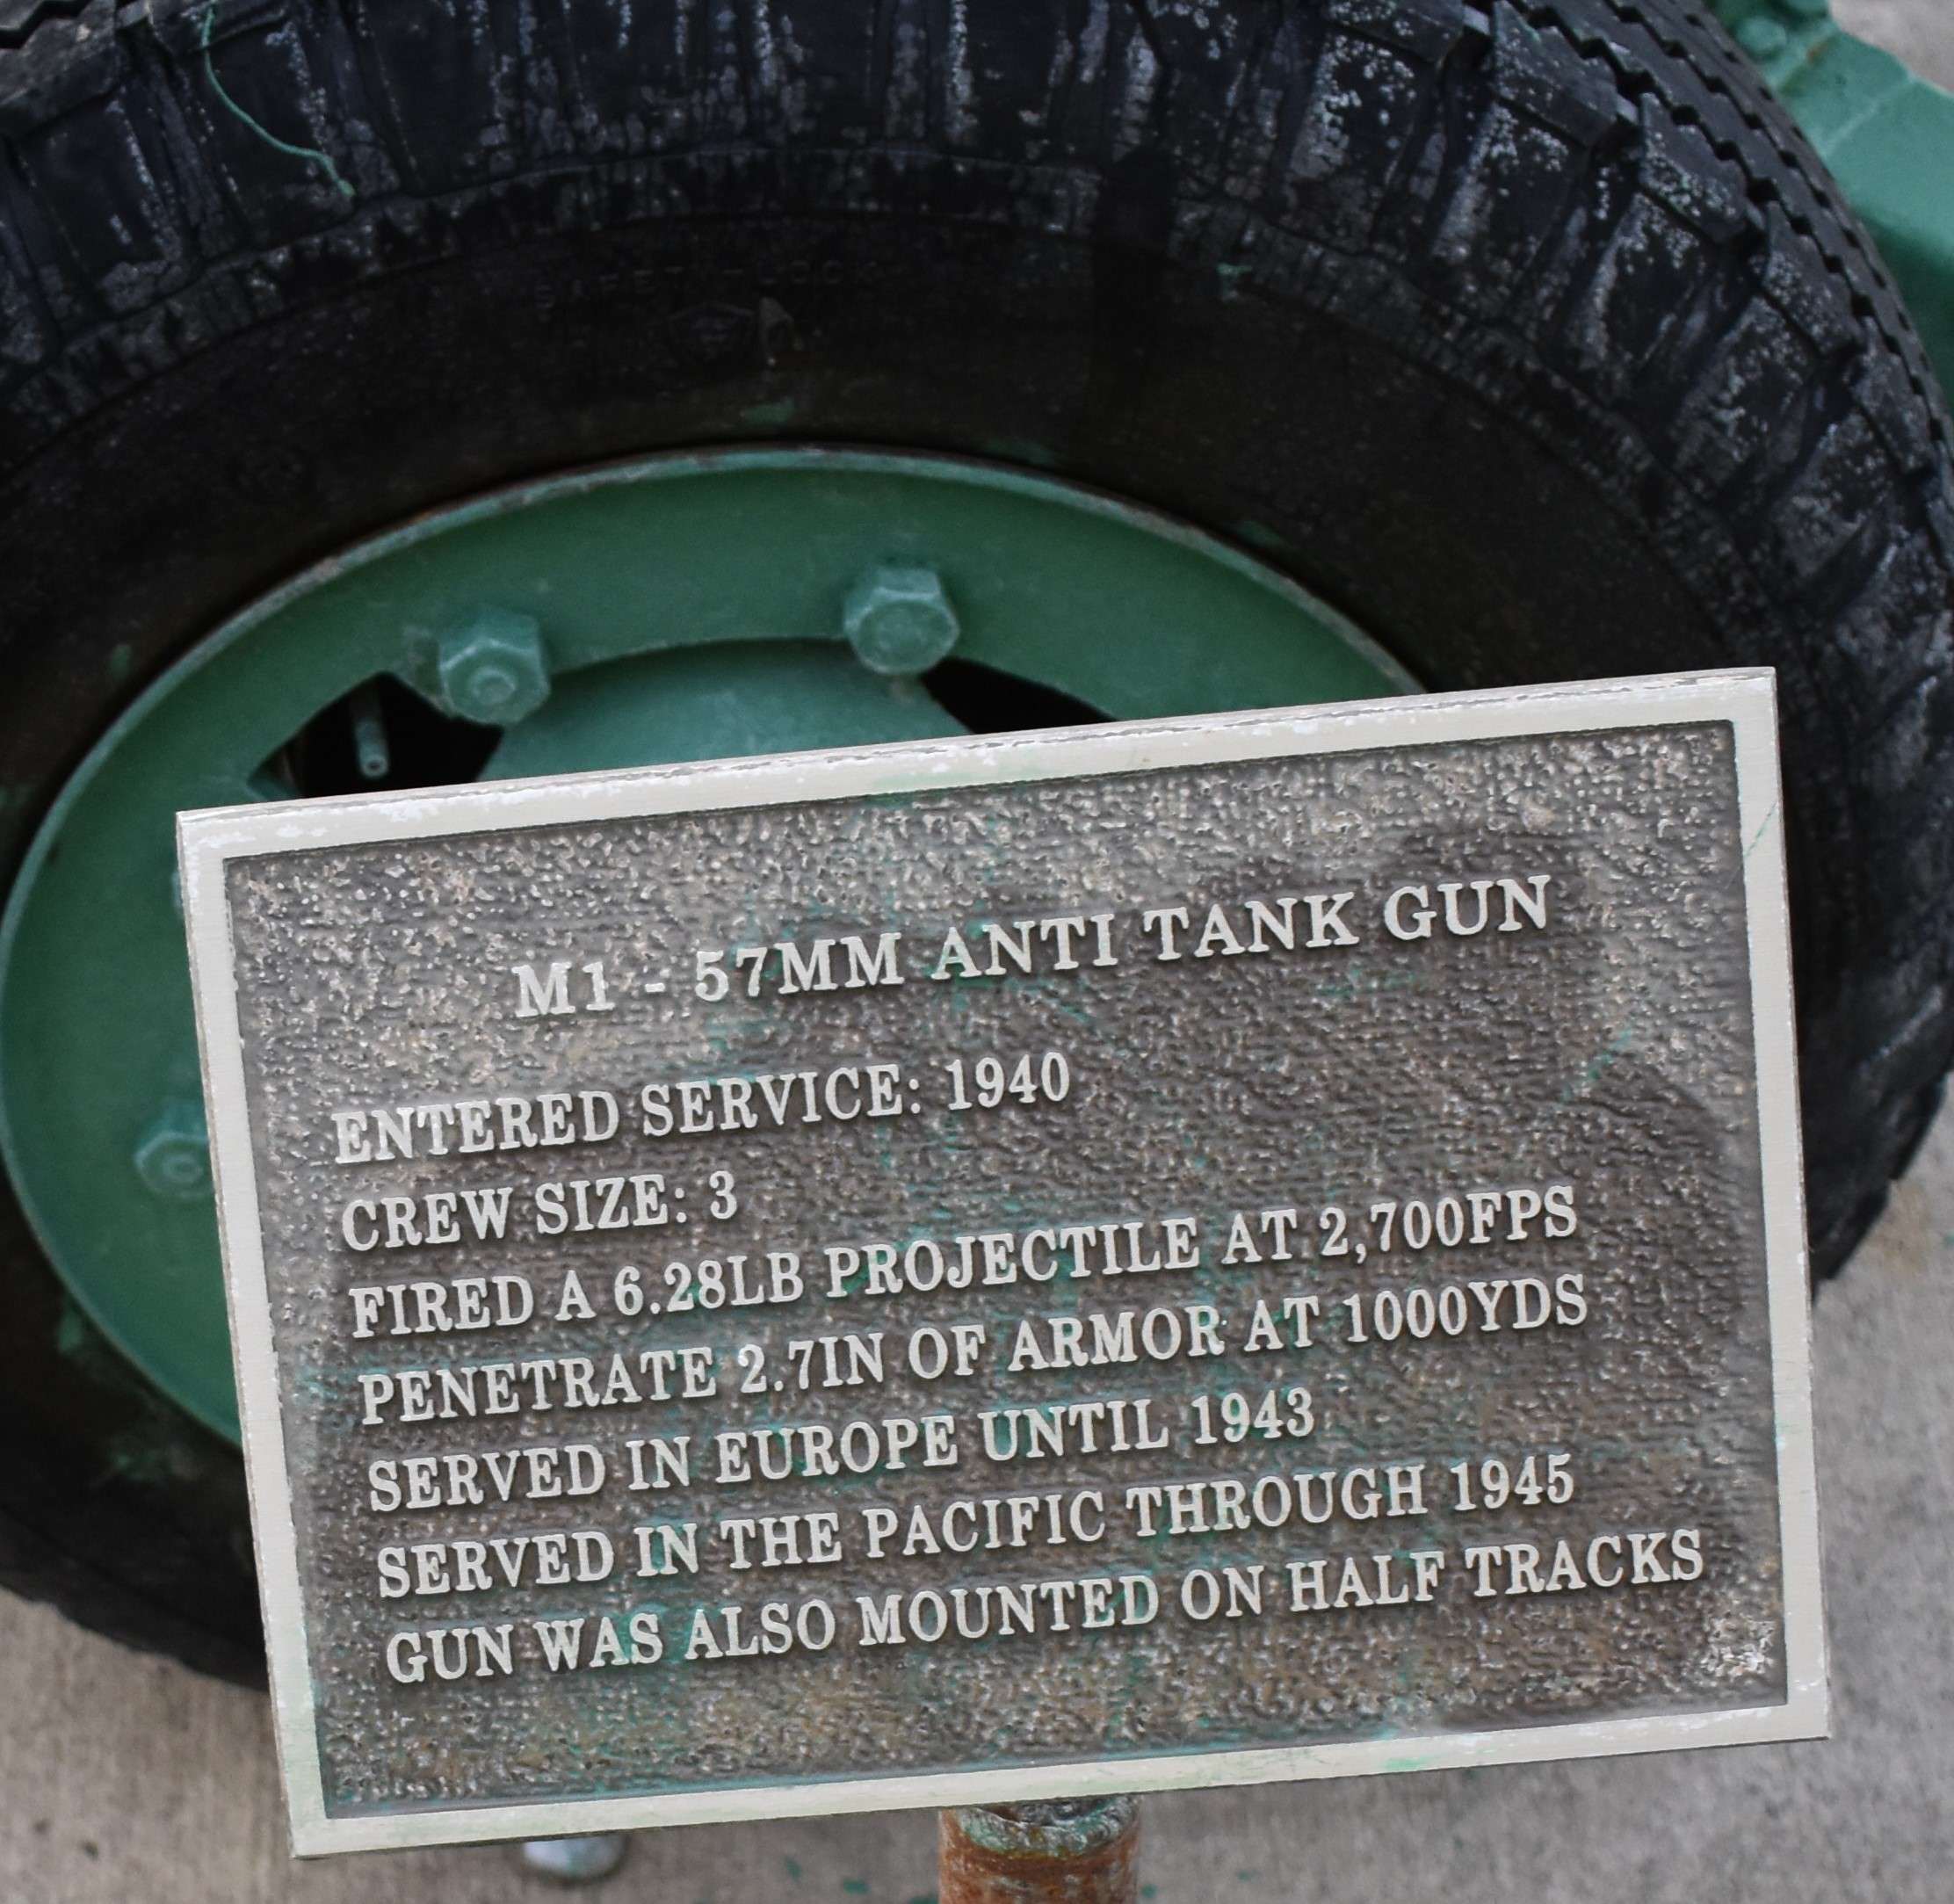 SAFETY-LOCK
M1 - 57MM ANTI TANK GUN
ENTERED SERVICE: 1940
CREW SIZE: 3
FIRED A 6.28LB PROJECTILE AT 2,700FPS
PENETRATE 2.7IN OF ARMOR AT 1000YDS
SERVED IN EUROPE UNTIL 1943
SERVED IN THE PACIFIC THROUGH 1945
GUN WAS ALSO MOUNTED ON HALF TRACKS